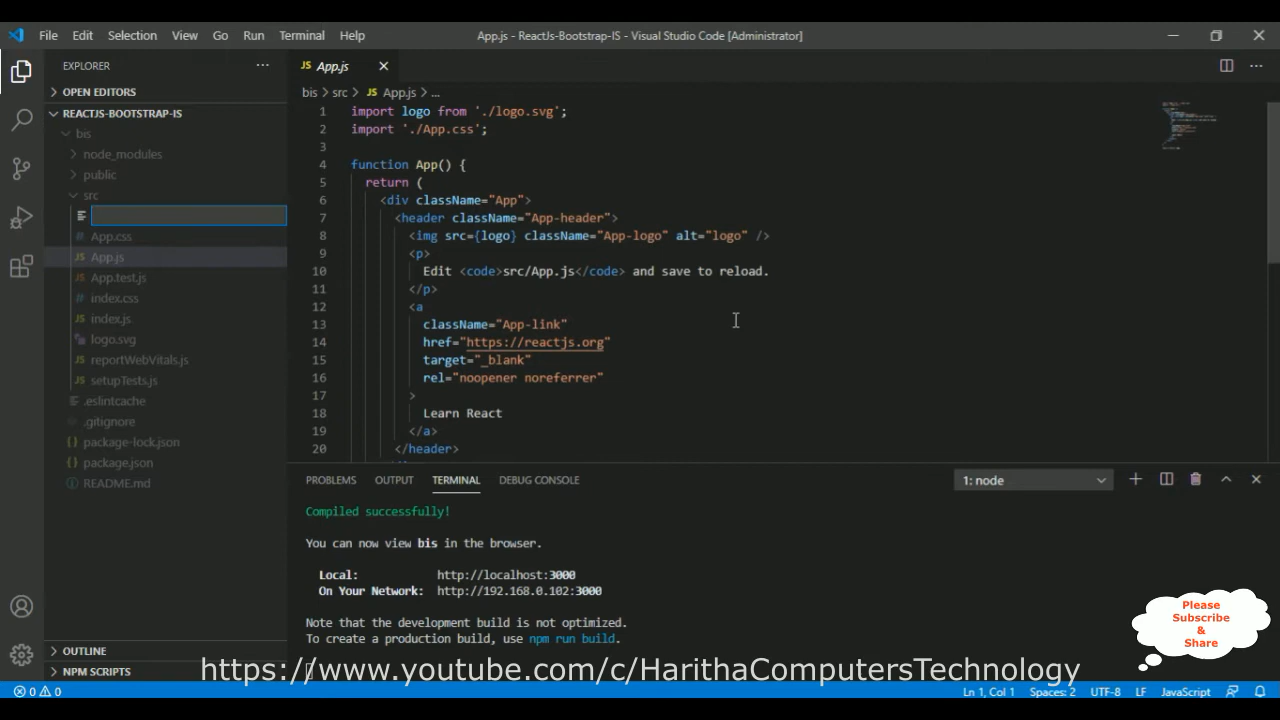 File Edit Selection View Go Run Terminal Help
App.js - ReactJs-Bootstrap-IS - Visual Studio Code [Administrator]
EXPLORER
OPEN EDITORS
REACTJS-BOOTSTRAP-IS
bis
node_modules
public
src
App.css
App.js
App.test.js
index.css
index.js
logo.svg
reportWebVitals.js
setupTests.js
.eslintcache
.gitignore
package-lock.json
package.json
README.md
OUTLINE
NPM SCRIPTS
JS App.js
bis > src > JS App.js > ...
1 import logo from './logo.svg';
2 import './App.css';
3
4 function App() {
5 return (
6 <div className="App">
7 <header className="App-header">
8 <img src={logo} className="App-logo" alt="logo" />
9 <p>
10 Edit <code>src/App.js</code> and save to reload.
11 </p>
12 <a
13 className="App-link"
14 href="https://reactjs.org"
15 target="_blank"
16 rel="noopener noreferrer"
17 >
18 Learn React
19 </a>
20 </header>
PROBLEMS OUTPUT TERMINAL DEBUG CONSOLE
1: node
Compiled successfully!
You can now view bis in the browser.
Local: http://localhost:3000
On Your Network: http://192.168.0.102:3000
Note that the development build is not optimized.
To create a production build, use npm run build.
Please
Subscribe
&
Share
https://www.youtube.com/c/HarithaComputersTechnology
0 0
Ln 1, Col 1 Spaces: 2 UTF-8 LF JavaScript